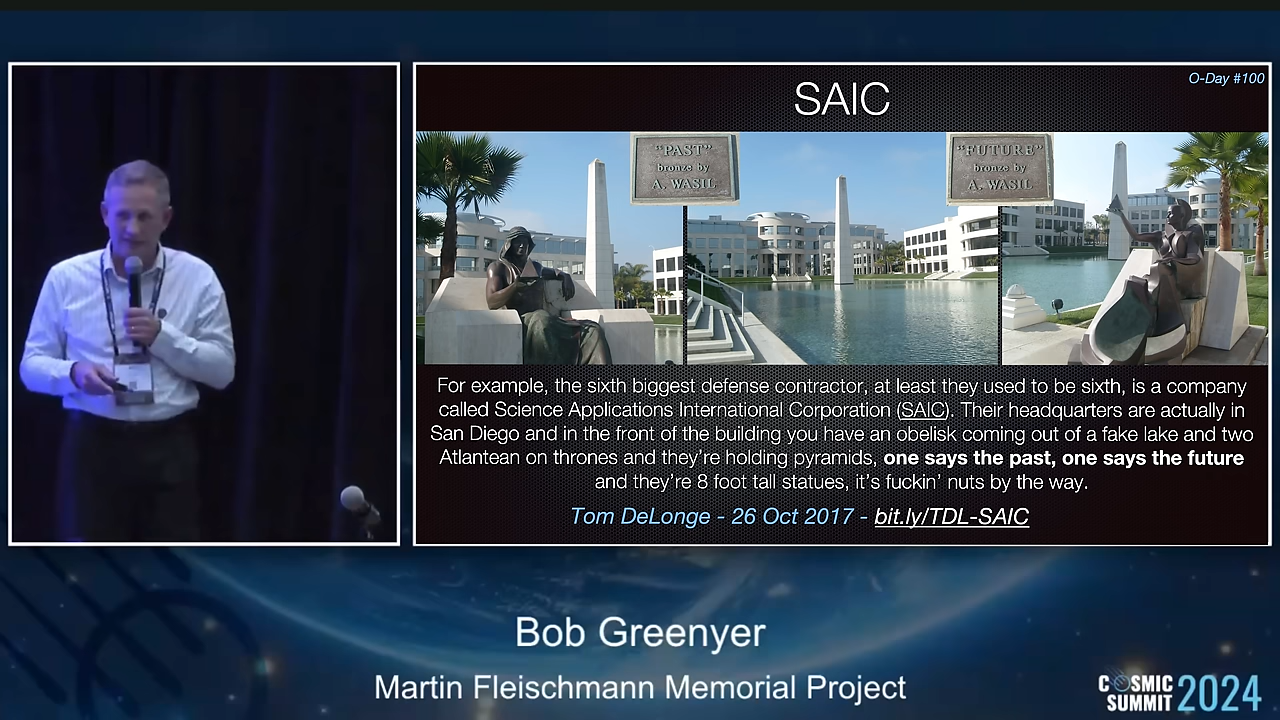 O-Day #100
SAIC
"PAST"
bronze by
A. WASIL
"FUTURE"
bronze by
A. WASIL
For example, the sixth biggest defense contractor, at least they used to be sixth, is a company
called Science Applications International Corporation (SAIC). Their headquarters are actually in
San Diego and in the front of the building you have an obelisk coming out of a fake lake and two
Atlantean on thrones and they're holding pyramids, one says the past, one says the future
and they're 8 foot tall statues, it's fuckin' nuts by the way.
Tom DeLonge - 26 Oct 2017 - bit.ly/TDL-SAIC
Bob Greenyer
Martin Fleischmann Memorial Project
COSMIC
SUMMIT 2024